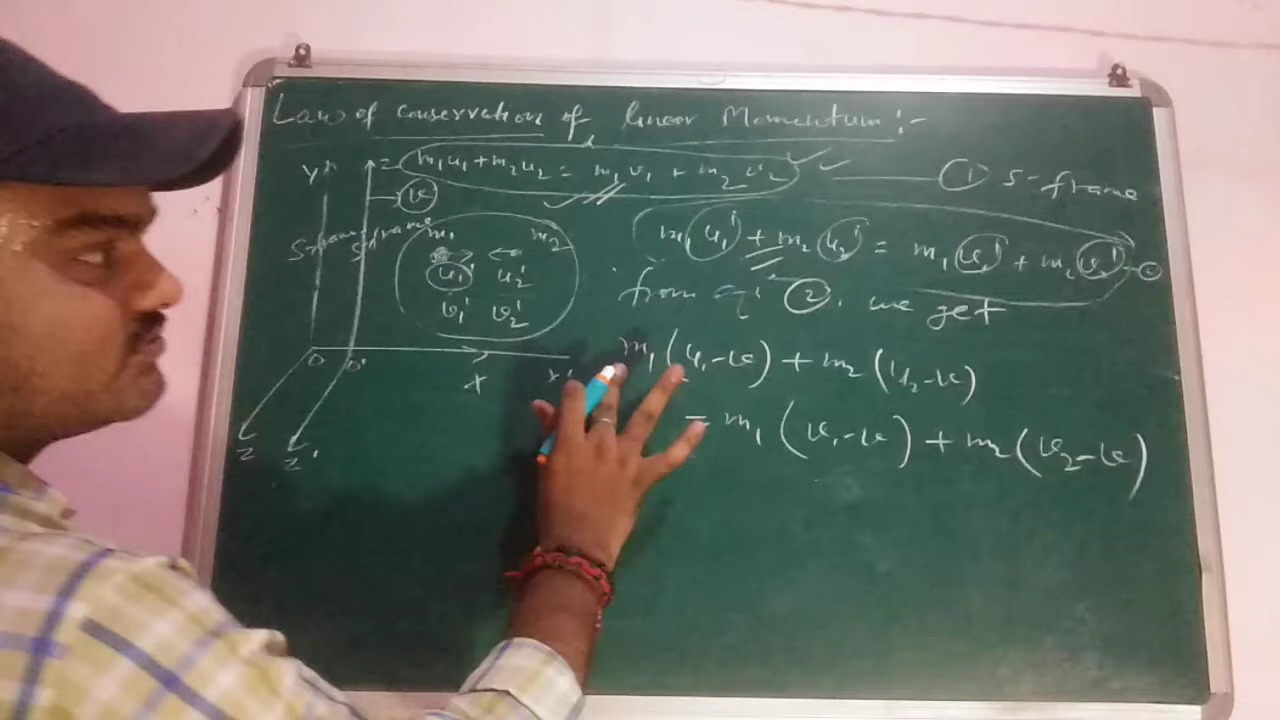 Law of conservation of linear Momentum :-
m₁u₁ + m₂u₂ = m₁v₁ + m₂v₂ ① S-frame
Y Z v
S-frame S'-frame m₁ m₂
u₁' u₂'
v₁' v₂'
m₁u₁' + m₂u₂' = m₁v₁' + m₂v₂'
from eqⁿ ②, we get
m₁(u₁-v) + m₂(u₂-v)
= m₁(v₁-v) + m₂(v₂-v)
O O' X X'
Z Z'